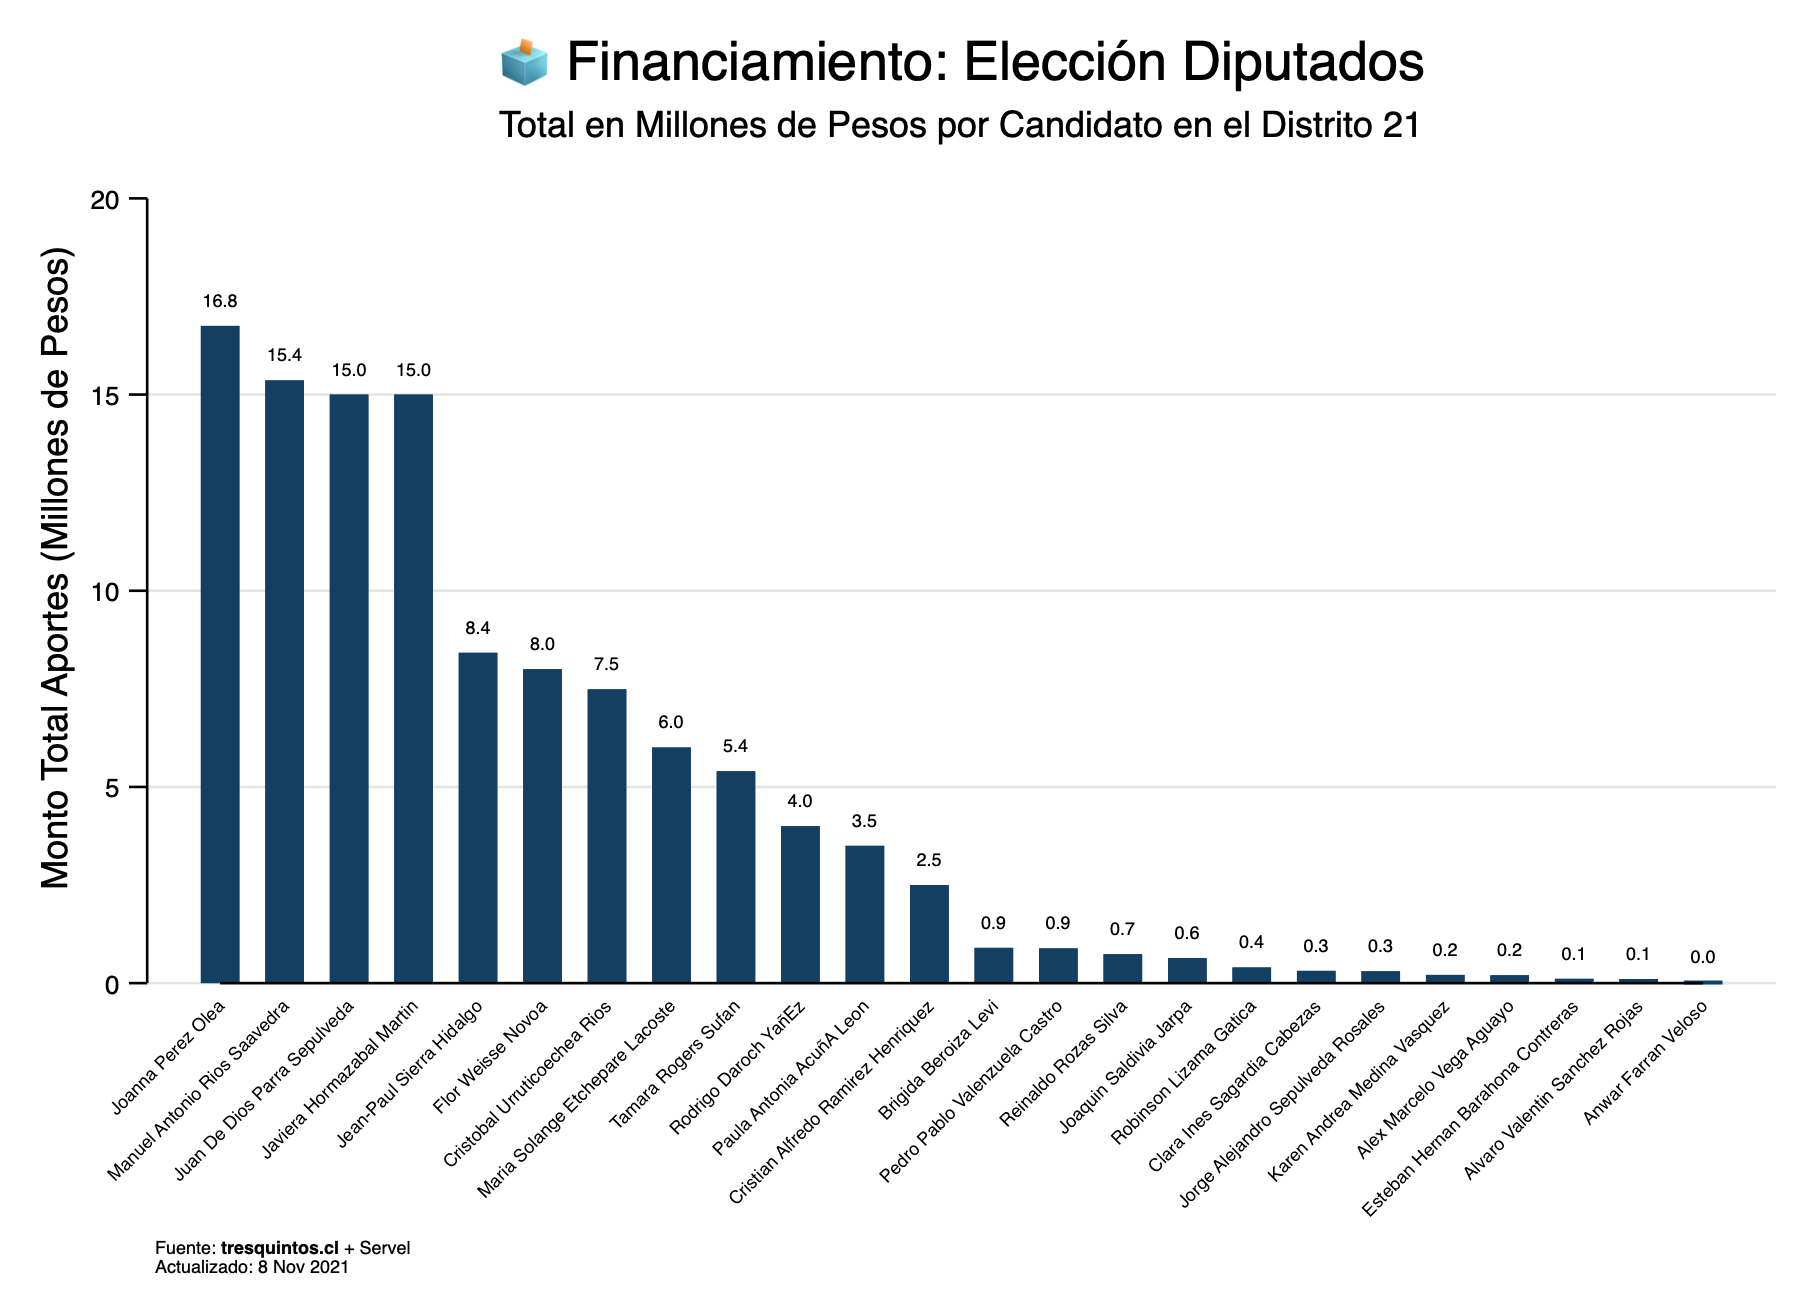 Financiamiento: Elección Diputados
Total en Millones de Pesos por Candidato en el Distrito 21
Monto Total Aportes (Millones de Pesos)
20
15
10
5
0
16.8
15.4
15.0
15.0
8.4
8.0
7.5
6.0
5.4
4.0
3.5
2.5
0.9
0.9
0.7
0.6
0.4
0.3
0.3
0.2
0.2
0.1
0.1
0.0
Joanna Perez Olea
Manuel Antonio Rios Saavedra
Juan De Dios Parra Sepulveda
Javiera Hormazabal Martin
Jean-Paul Sierra Hidalgo
Flor Weisse Novoa
Cristobal Urruticoechea Rios
Maria Solange Etchepare Lacoste
Tamara Rogers Sufan
Rodrigo Daroch YañEz
Paula Antonia AcuñA Leon
Cristian Alfredo Ramirez Henriquez
Brigida Beroiza Levi
Pedro Pablo Valenzuela Castro
Reinaldo Rozas Silva
Joaquin Saldivia Jarpa
Robinson Lizama Gatica
Clara Ines Sagardia Cabezas
Jorge Alejandro Sepulveda Rosales
Karen Andrea Medina Vasquez
Alex Marcelo Vega Aguayo
Esteban Hernan Barahona Contreras
Alvaro Valentin Sanchez Rojas
Anwar Farran Veloso
Fuente: tresquintos.cl + Servel
Actualizado: 8 Nov 2021